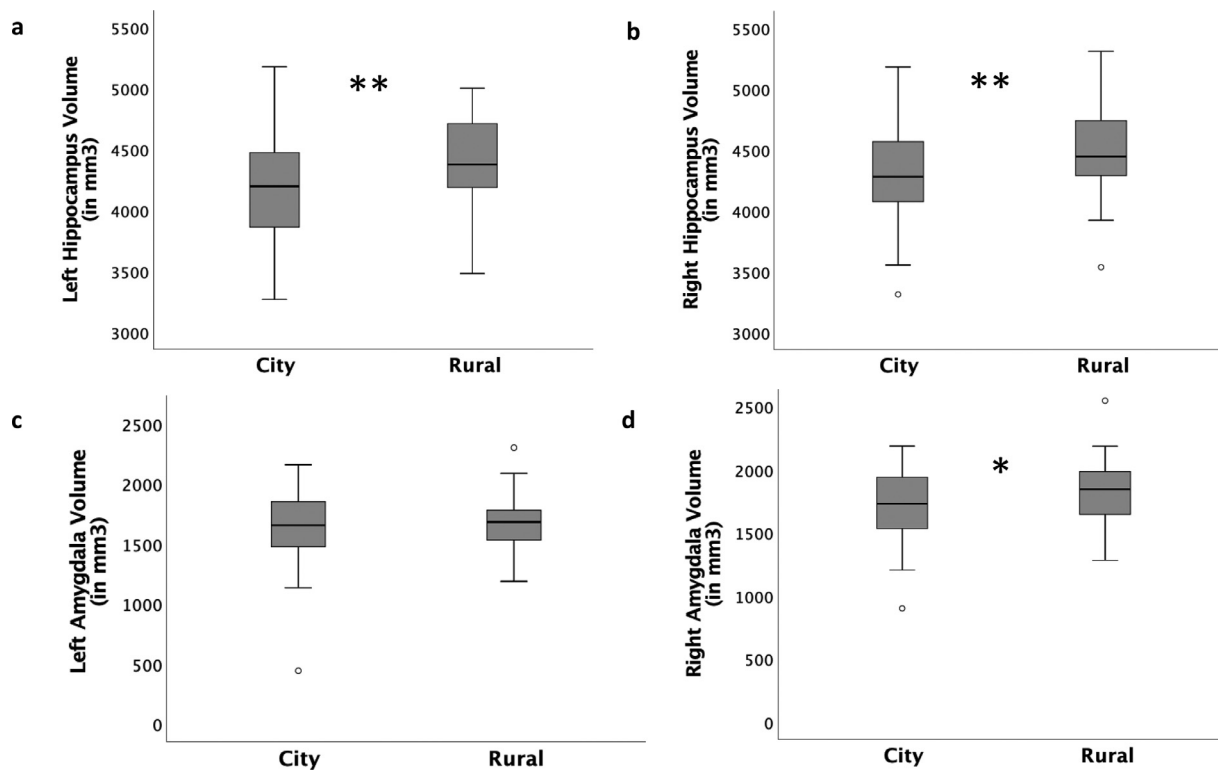 a
Left Hippocampus Volume
(in mm3)
5500
5000
4500
4000
3500
3000
**
City
Rural
b
Right Hippocampus Volume
(in mm3)
5500
5000
4500
4000
3500
3000
**
City
Rural
c
Left Amygdala Volume
(in mm3)
2500
2000
1500
1000
500
0
City
Rural
d
Right Amygdala Volume
(in mm3)
2500
2000
1500
1000
500
0
*
City
Rural